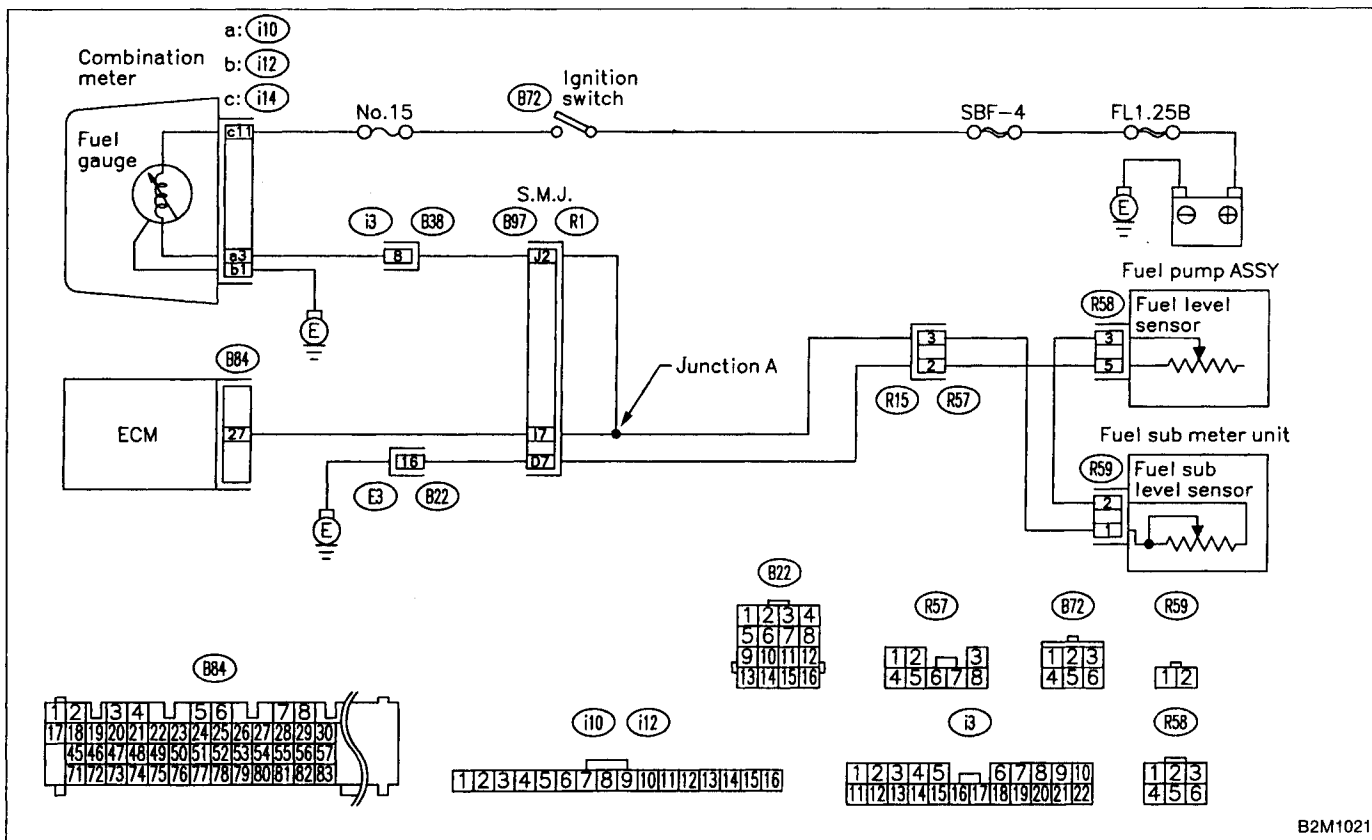 a: i10
Combination
meter
b: i12
c: i14
Fuel
gauge
c11
No.15
B72
Ignition
switch
SBF-4
FL1.25B
E
⊖ ⊕
S.M.J.
i3 B38 B97 R1
a3
b1
8
J2
E
Fuel pump ASSY
R58
Fuel level
sensor
3
5
3
2
R15 R57
Junction A
B84
ECM
27
I7
16
D7
E3 B22
E
Fuel sub meter unit
R59
Fuel sub
level sensor
2
1
B22
1 2 3 4
5 6 7 8
9 10 11 12
13 14 15 16
R57
1 2 3
4 5 6 7 8
B72
1 2 3
4 5 6
R59
1 2
B84
1 2 3 4 5 6 7 8
17 18 19 20 21 22 23 24 25 26 27 28 29 30
45 46 47 48 49 50 51 52 53 54 55 56 57
71 72 73 74 75 76 77 78 79 80 81 82 83
i10 i12
1 2 3 4 5 6 7 8 9 10 11 12 13 14 15 16
i3
1 2 3 4 5 6 7 8 9 10
11 12 13 14 15 16 17 18 19 20 21 22
R58
1 2 3
4 5 6
B2M1021